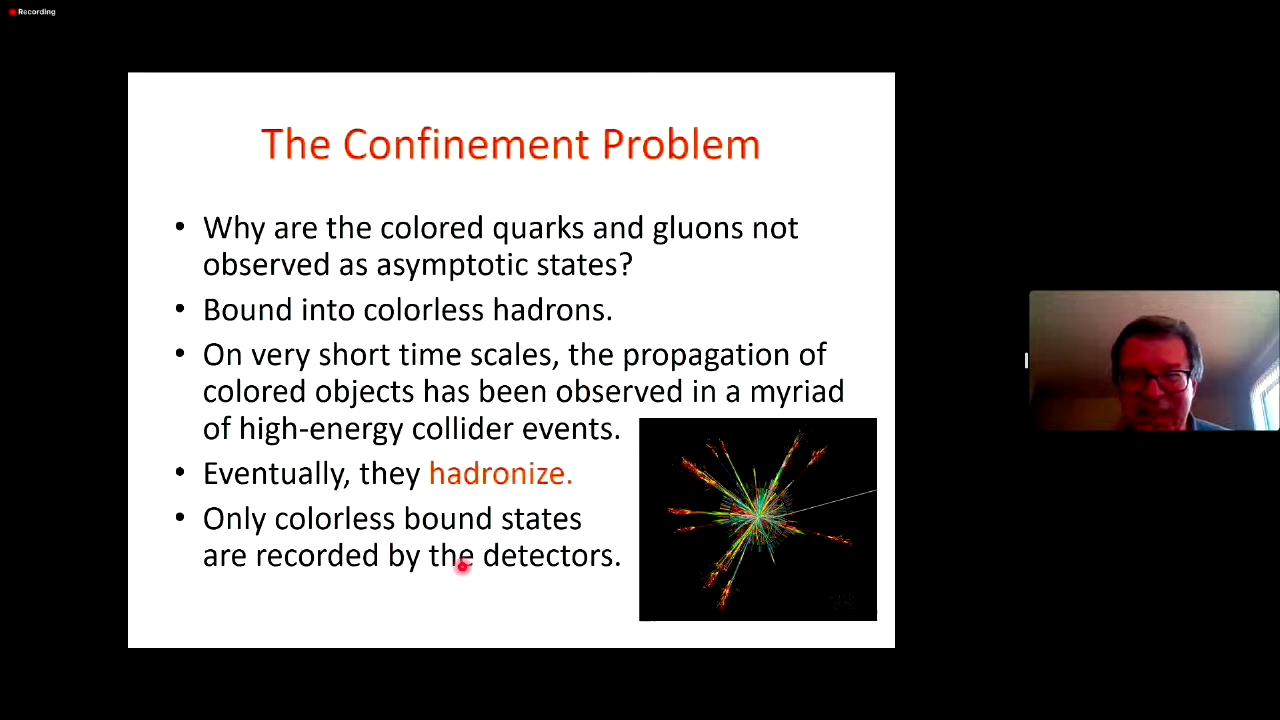 Recording
The Confinement Problem
• Why are the colored quarks and gluons not
observed as asymptotic states?
• Bound into colorless hadrons.
• On very short time scales, the propagation of
colored objects has been observed in a myriad
of high-energy collider events.
• Eventually, they hadronize.
• Only colorless bound states
are recorded by the detectors.